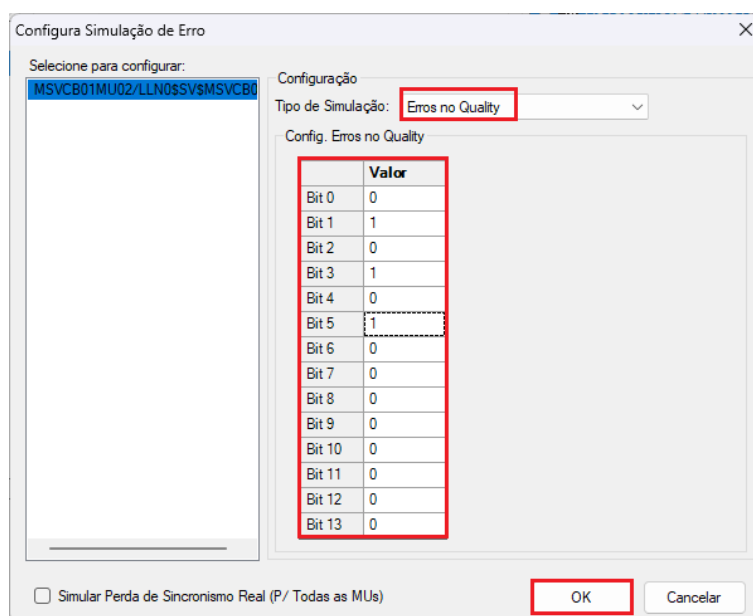 Configura Simulação de Erro
Selecione para configurar:
MSVCB01MU02/LLN0$SV$MSVCB0
Configuração
Tipo de Simulação: Erros no Quality
Config. Erros no Quality
Valor
Bit 0 0
Bit 1 1
Bit 2 0
Bit 3 1
Bit 4 0
Bit 5 1
Bit 6 0
Bit 7 0
Bit 8 0
Bit 9 0
Bit 10 0
Bit 11 0
Bit 12 0
Bit 13 0
Simular Perda de Sincronismo Real (P/ Todas as MUs)
OK Cancelar